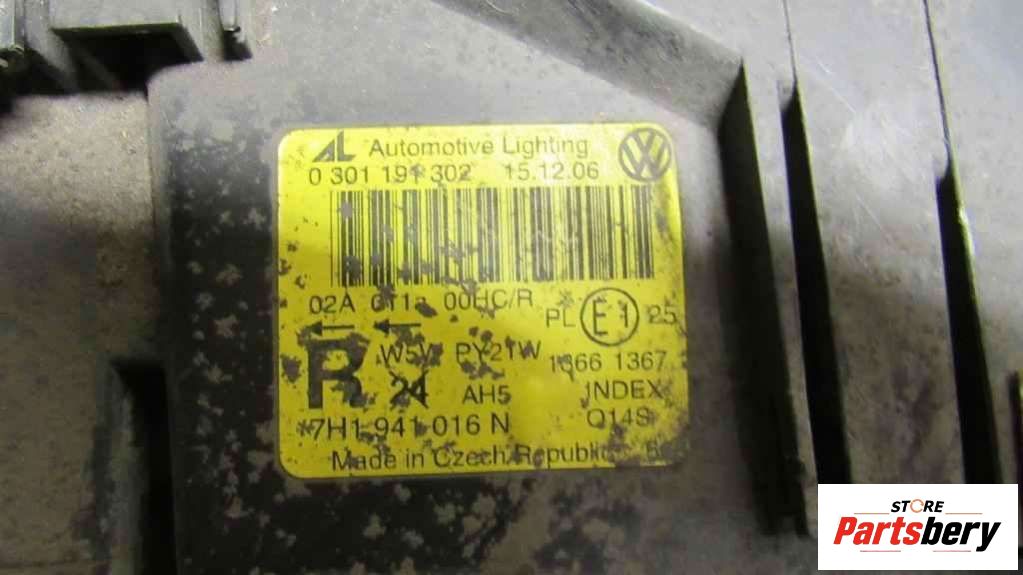 AL Automotive Lighting
0 301 191 302 15.12.06
02A 00HC/R
PL E1 25
R W5W PY21W 1366 1367
24 AH5 INDEX
*7H1 941 016 N Q14S
Made in Czech Republic
STORE
Partsbery